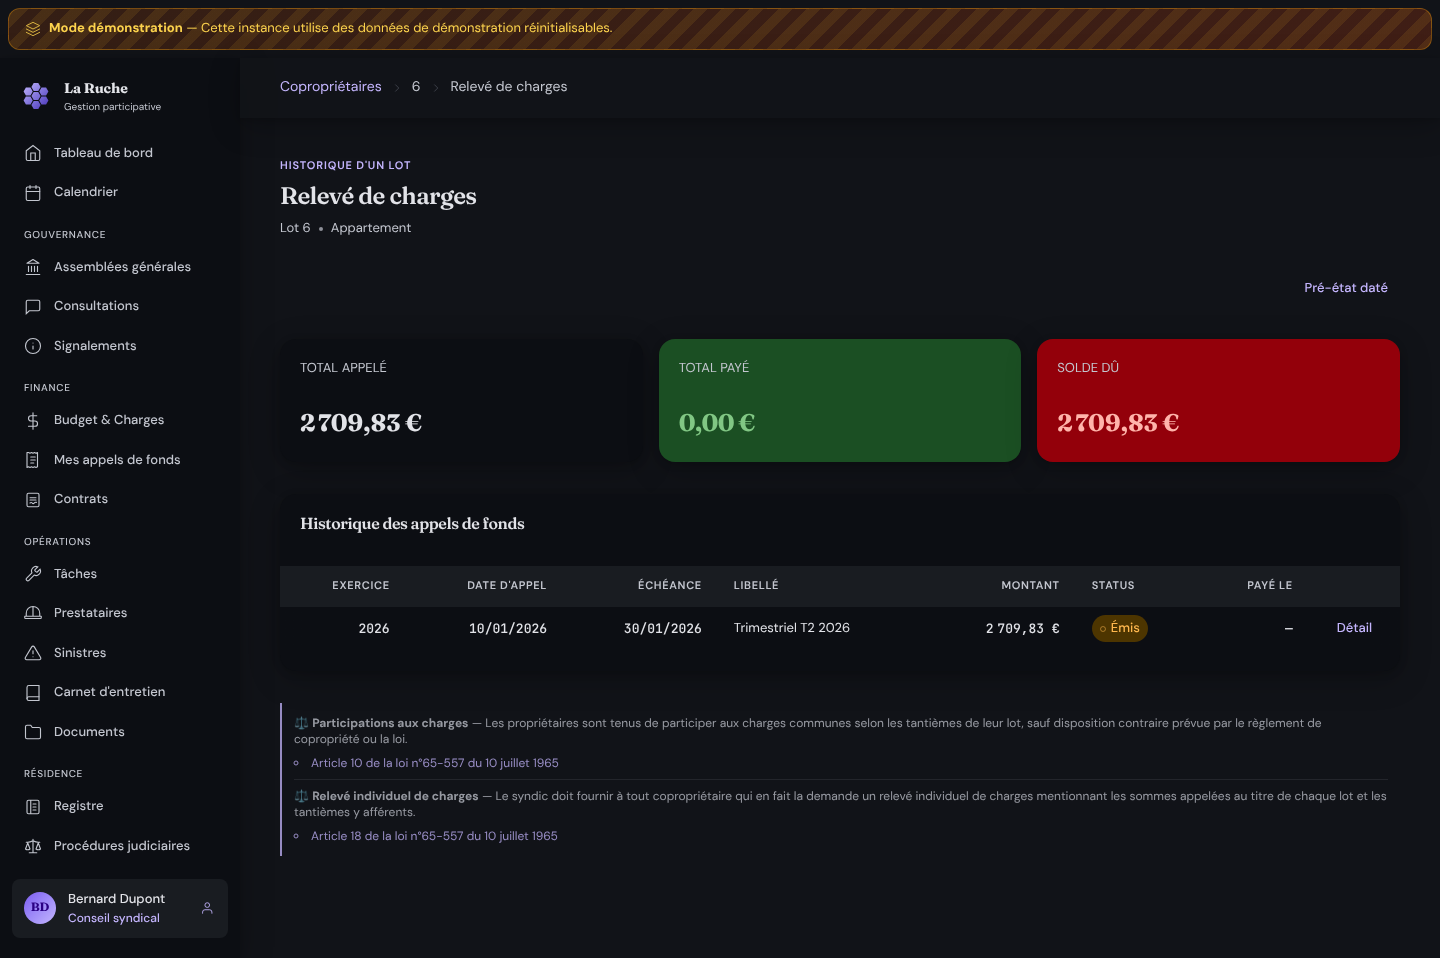 Mode démonstration — Cette instance utilise des données de démonstration réinitialisables.
La Ruche
Gestion participative
Tableau de bord
Calendrier
GOUVERNANCE
Assemblées générales
Consultations
Signalements
FINANCE
Budget & Charges
Mes appels de fonds
Contrats
OPÉRATIONS
Tâches
Prestataires
Sinistres
Carnet d'entretien
Documents
RÉSIDENCE
Registre
Procédures judiciaires
BD
Bernard Dupont
Conseil syndical
Copropriétaires > 6 > Relevé de charges
HISTORIQUE D'UN LOT
Relevé de charges
Lot 6 • Appartement
Pré-état daté
TOTAL APPELÉ
2 709,83 €
TOTAL PAYÉ
0,00 €
SOLDE DÛ
2 709,83 €
Historique des appels de fonds
EXERCICE DATE D'APPEL ÉCHÉANCE LIBELLÉ MONTANT STATUS PAYÉ LE
2026 10/01/2026 30/01/2026 Trimestriel T2 2026 2 709,83 € ○ Émis — Détail
⚖️ Participations aux charges — Les propriétaires sont tenus de participer aux charges communes selon les tantièmes de leur lot, sauf disposition contraire prévue par le règlement de
copropriété ou la loi.
Article 10 de la loi n°65-557 du 10 juillet 1965
⚖️ Relevé individuel de charges — Le syndic doit fournir à tout copropriétaire qui en fait la demande un relevé individuel de charges mentionnant les sommes appelées au titre de chaque lot et les
tantièmes y afférents.
Article 18 de la loi n°65-557 du 10 juillet 1965